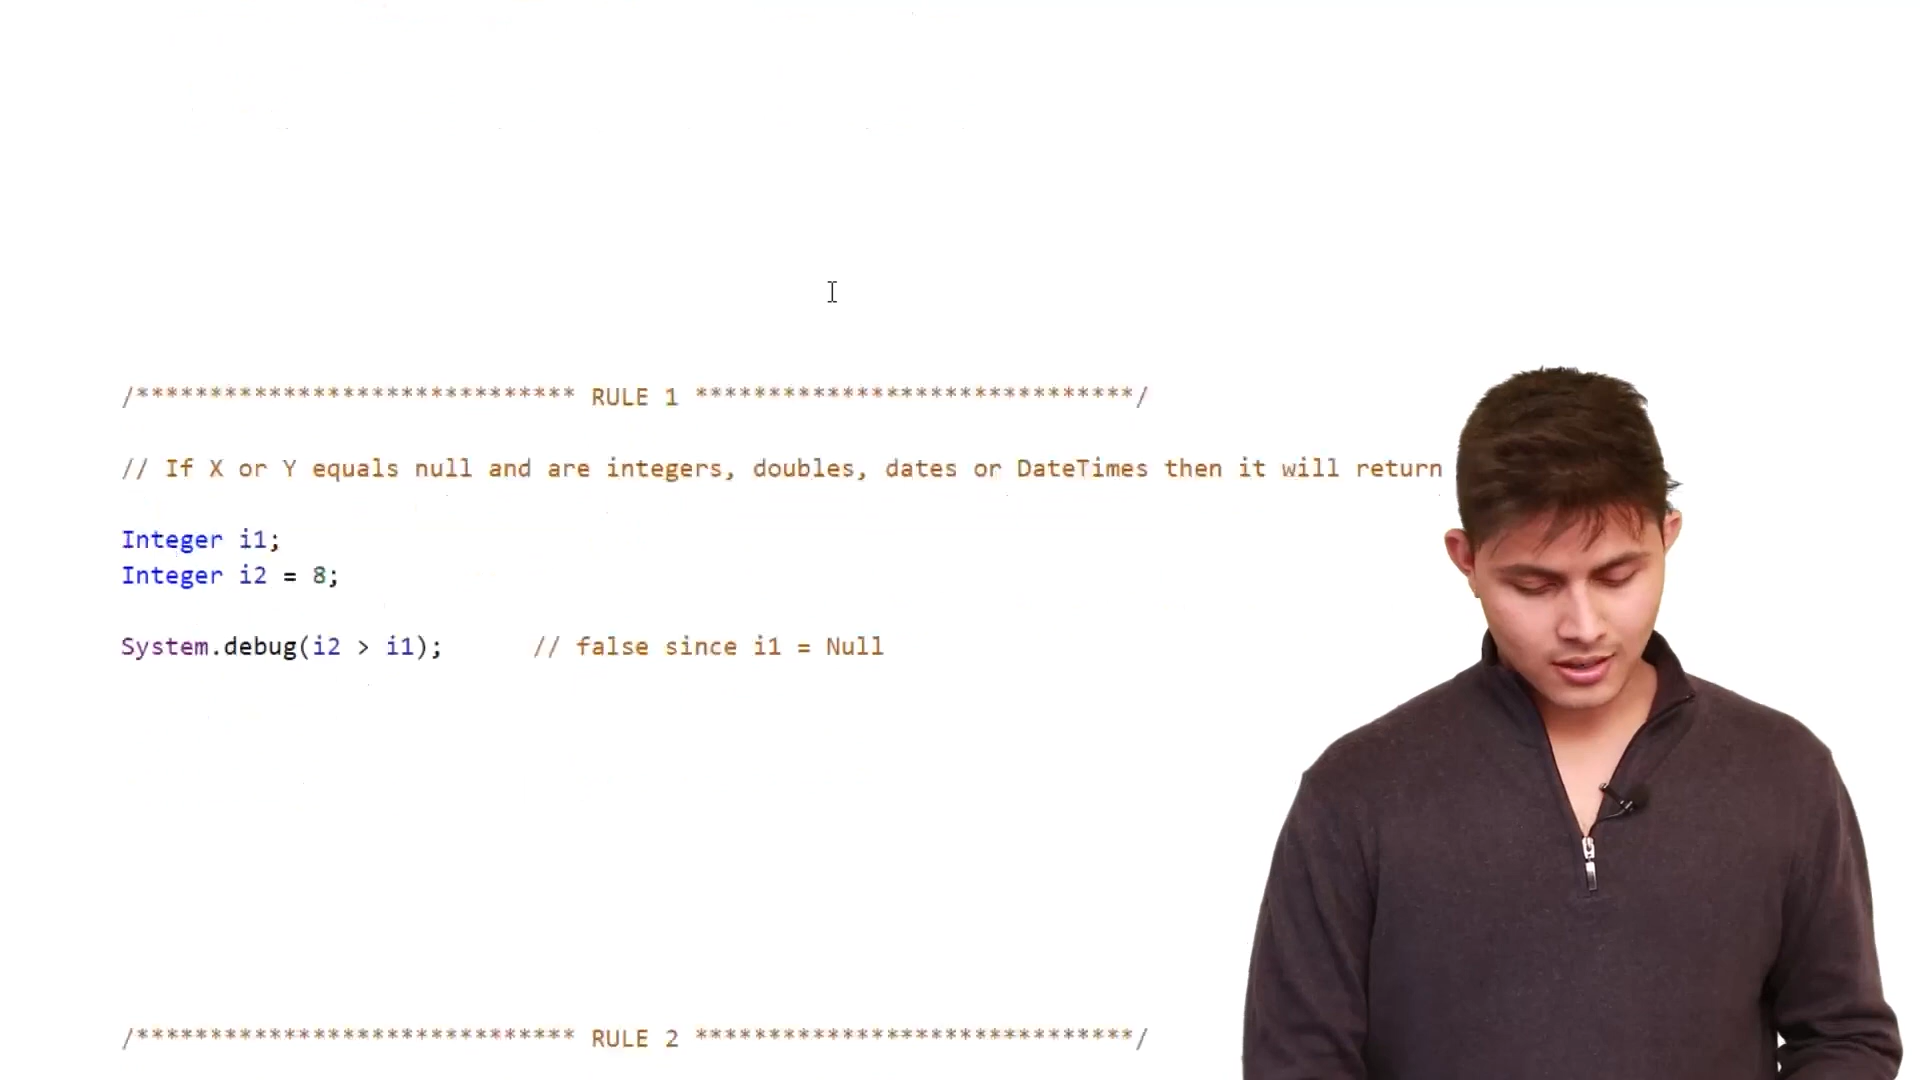 /****************************** RULE 1 ******************************/
// If X or Y equals null and are integers, doubles, dates or DateTimes then it will return
Integer i1;
Integer i2 = 8;
System.debug(i2 > i1); // false since i1 = Null
/****************************** RULE 2 ******************************/